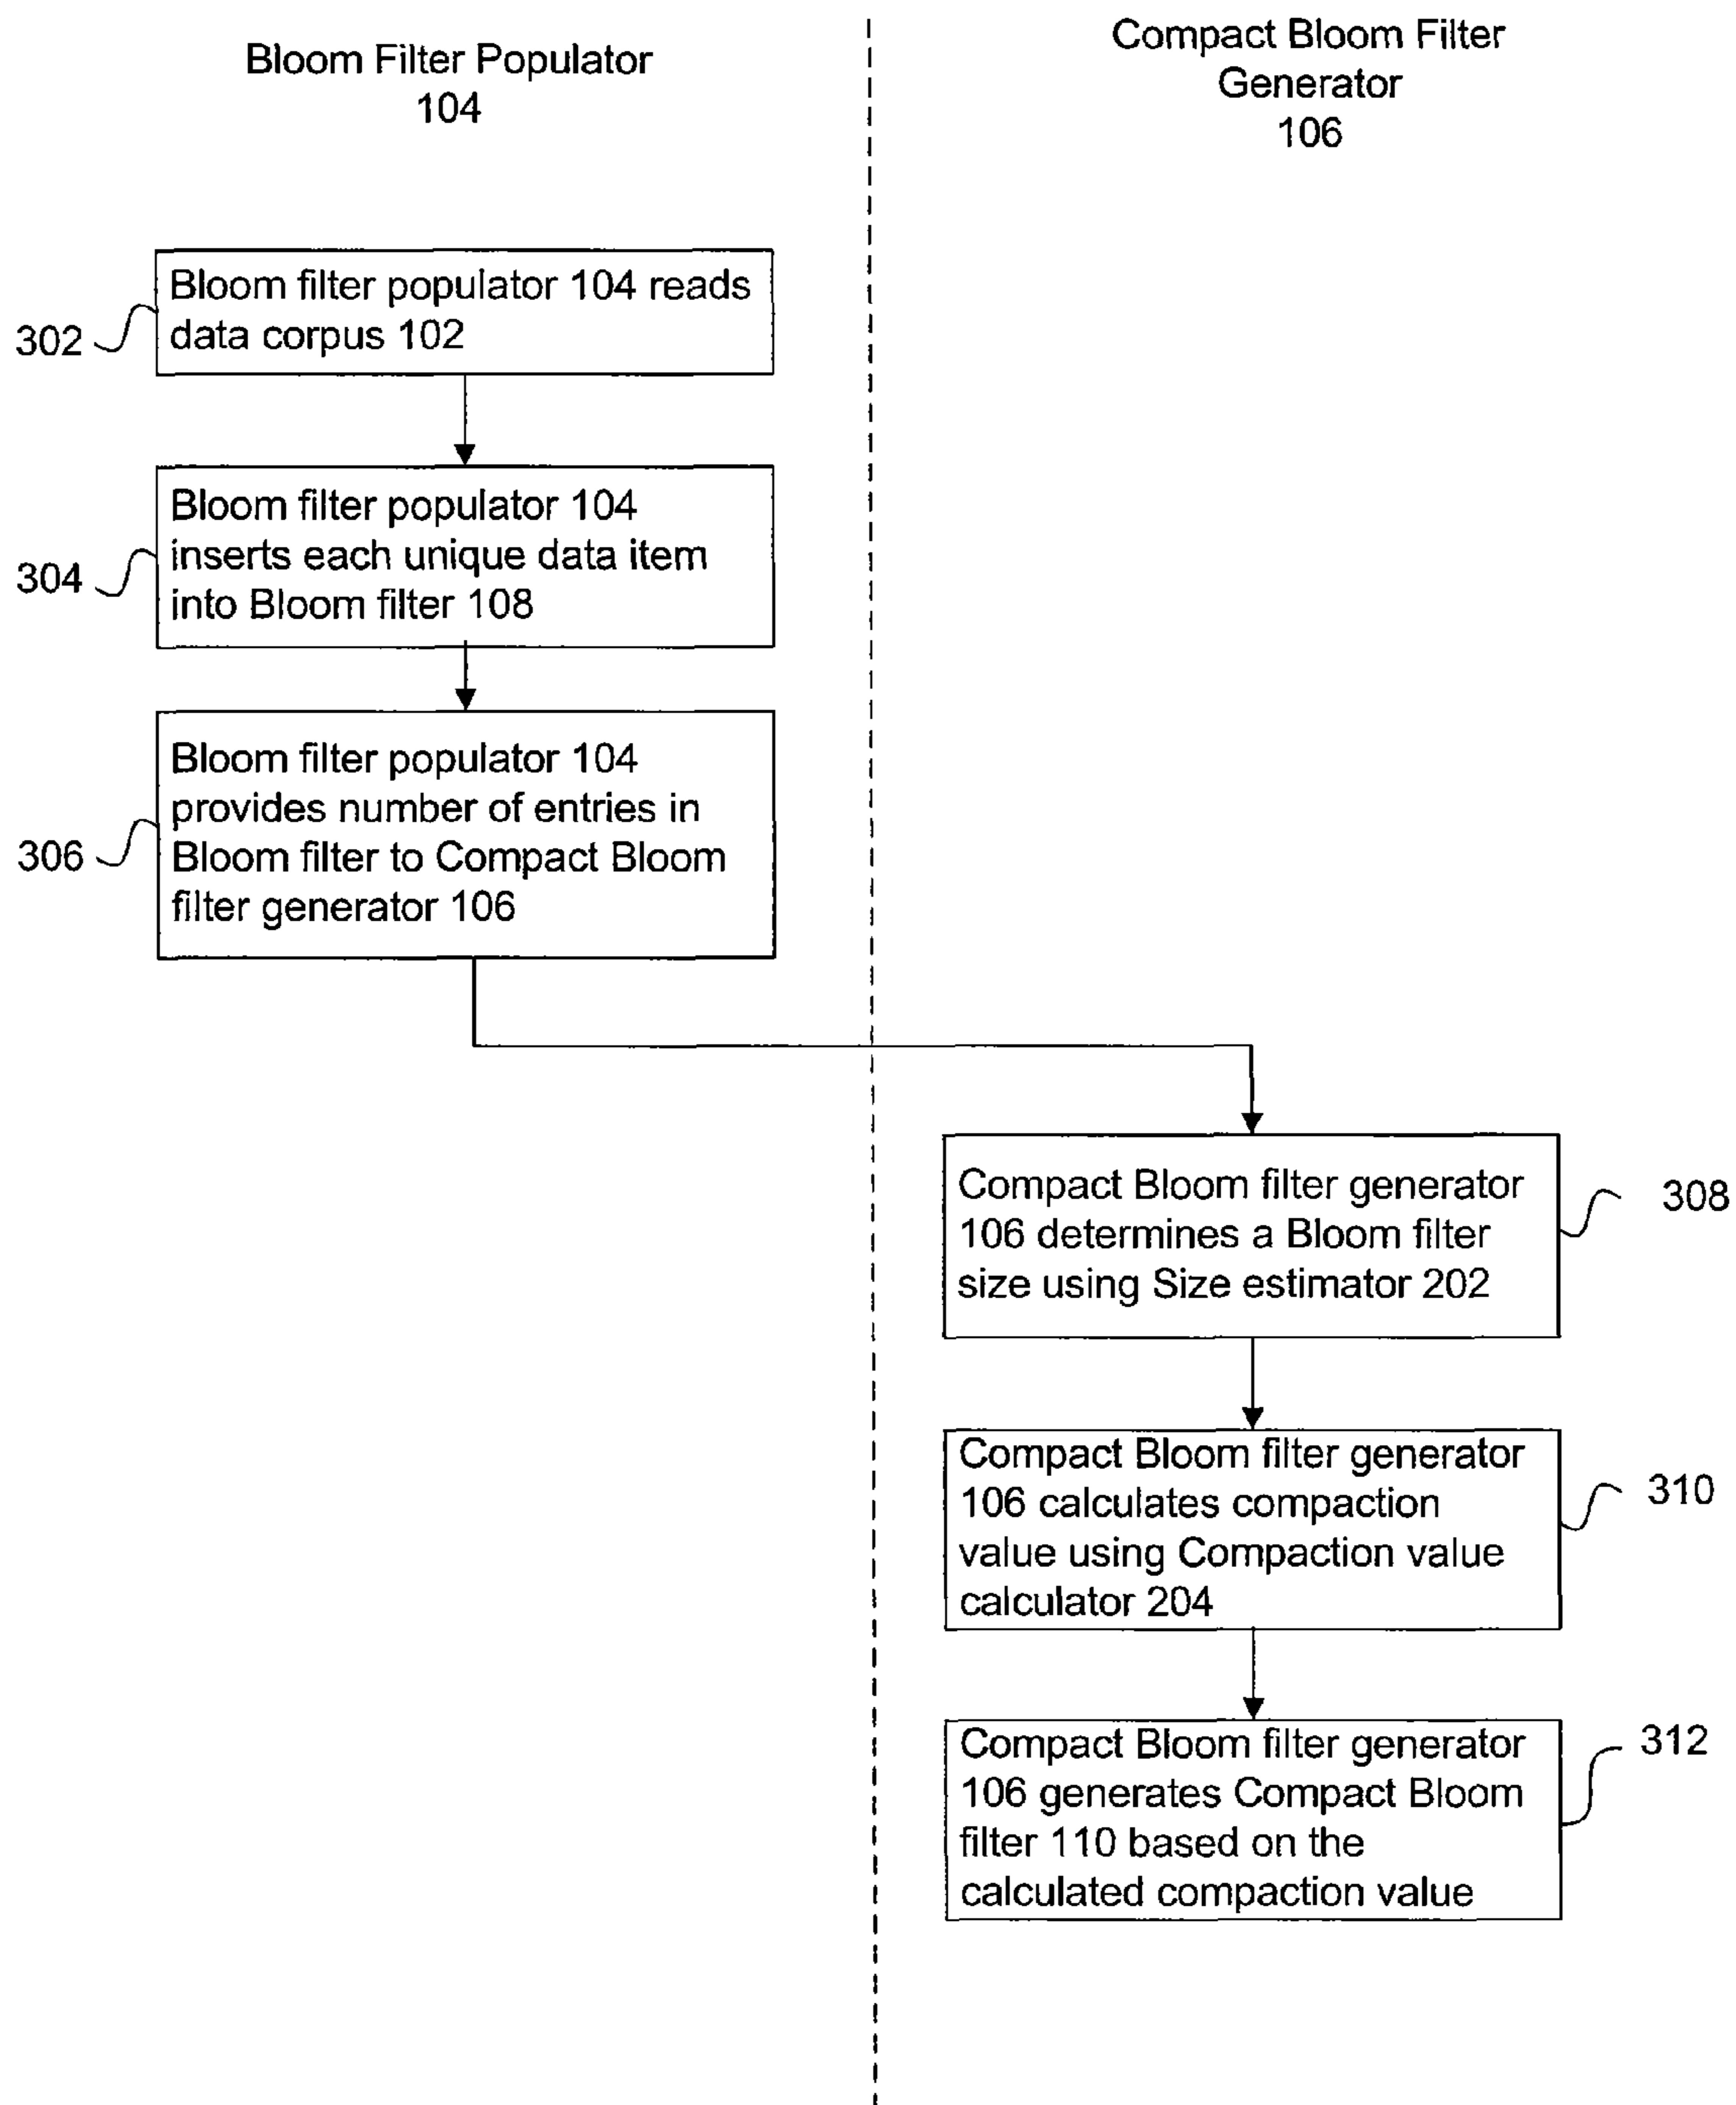 Bloom Filter Populator
104
Compact Bloom Filter
Generator
106
302
Bloom filter populator 104 reads
data corpus 102
304
Bloom filter populator 104
inserts each unique data item
into Bloom filter 108
306
Bloom filter populator 104
provides number of entries in
Bloom filter to Compact Bloom
filter generator 106
Compact Bloom filter generator
106 determines a Bloom filter
size using Size estimator 202
308
Compact Bloom filter generator
106 calculates compaction
value using Compaction value
calculator 204
310
Compact Bloom filter generator
106 generates Compact Bloom
filter 110 based on the
calculated compaction value
312